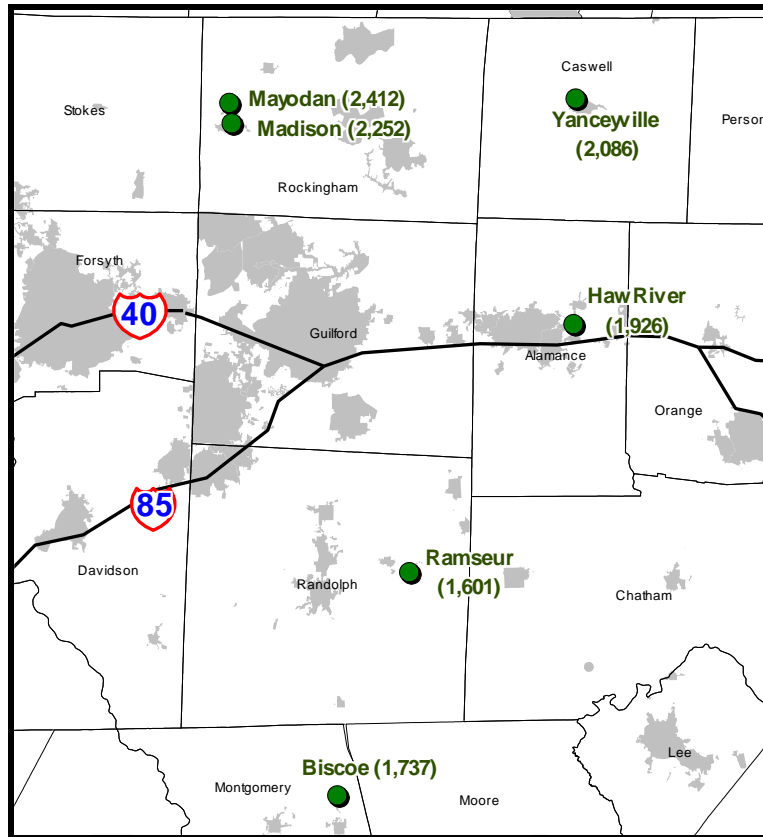 Caswell
Mayodan (2,412)
Stokes
Madison (2,252)
Yanceyville
(2,086)
Person
Rockingham
Forsyth
40
Haw River
(1,926)
Guilford
Alamance
Orange
85
Ramseur
(1,601)
Davidson
Randolph
Chatham
Lee
Biscoe (1,737)
Montgomery
Moore